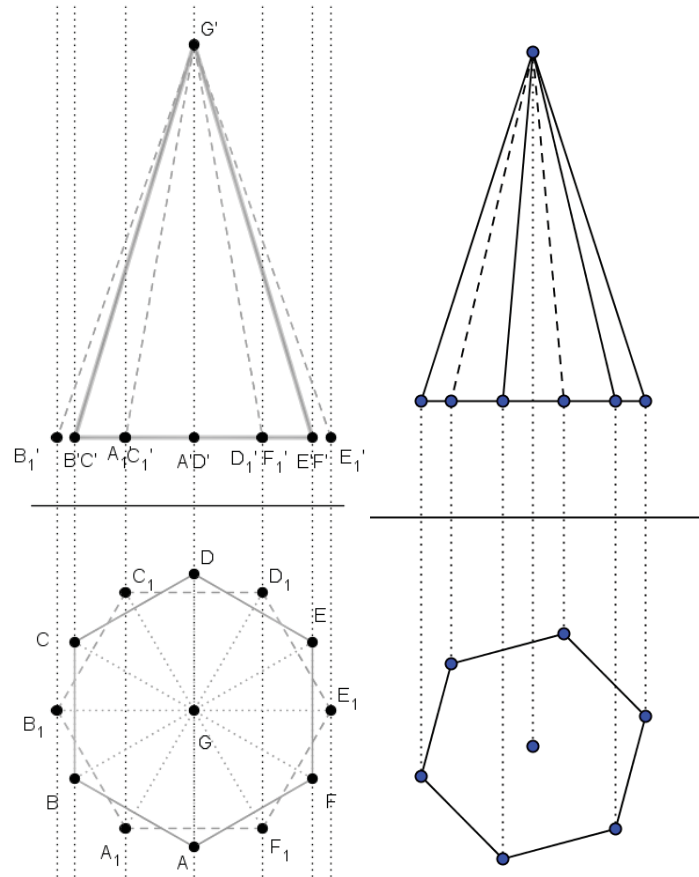 G'
B₁' B'C' A₁'C₁' A'D' D₁'F₁' E'F' E₁'
D
C₁ D₁
E
C
B₁ E₁
G
B F
A₁ A F₁